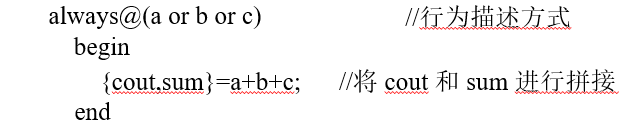 always@(a or b or c) //行为描述方式
begin
{cout,sum}=a+b+c; //将 cout 和 sum 进行拼接
end